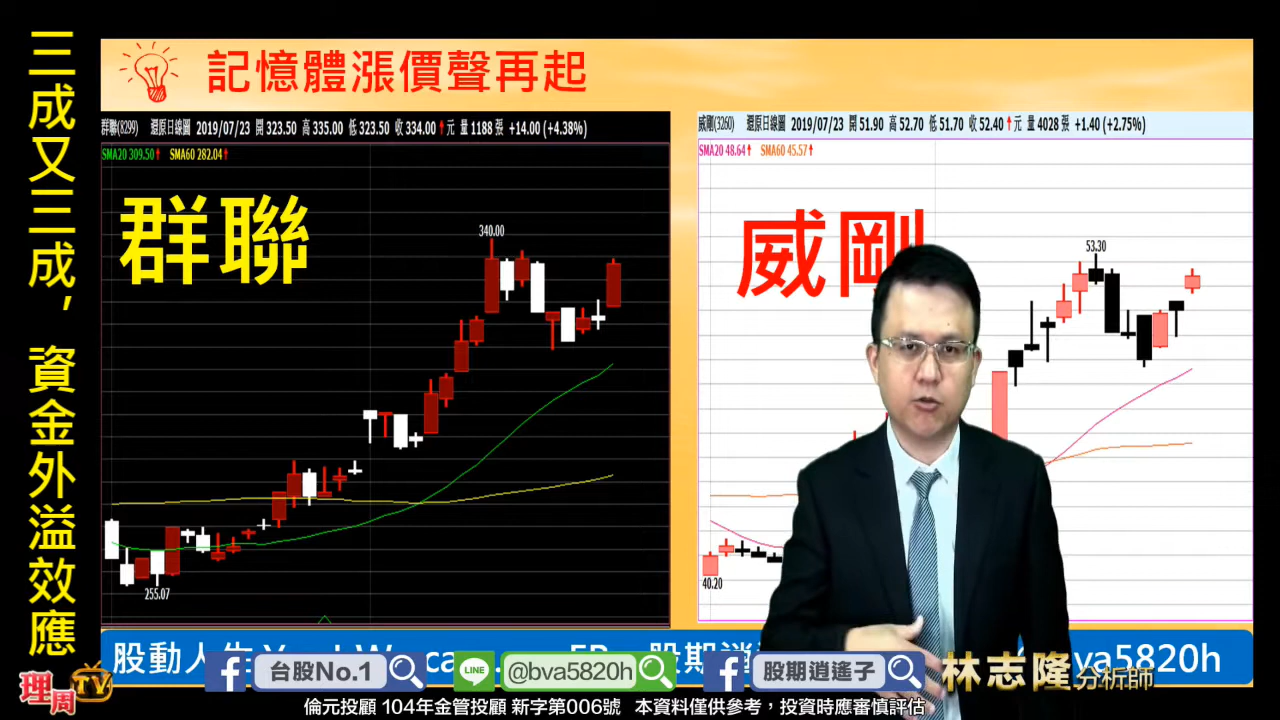 三成又三成，資金外溢效應
記憶體漲價聲再起
群聯(8299) 還原日線圖 2019/07/23 開 323.50 高 335.00 低 323.50 收 334.00↑元 量 1188 張 +14.00 (+4.38%)
SMA20 309.50↑ SMA60 282.04↑
群聯
340.00
255.07
威剛(3260) 還原日線圖 2019/07/23 開 51.90 高 52.70 低 51.70 收 52.40↑元 量 4028 張 +1.40 (+2.75%)
SMA20 48.64↑ SMA60 45.57↑
威剛
53.30
40.20
股動人生
股期逍
bva5820h
理周TV
台股No.1
LINE
@bva5820h
股期逍遙子
林志隆分析師
倫元投顧 104年金管投顧 新字第006號 本資料僅供參考，投資時應審慎評估